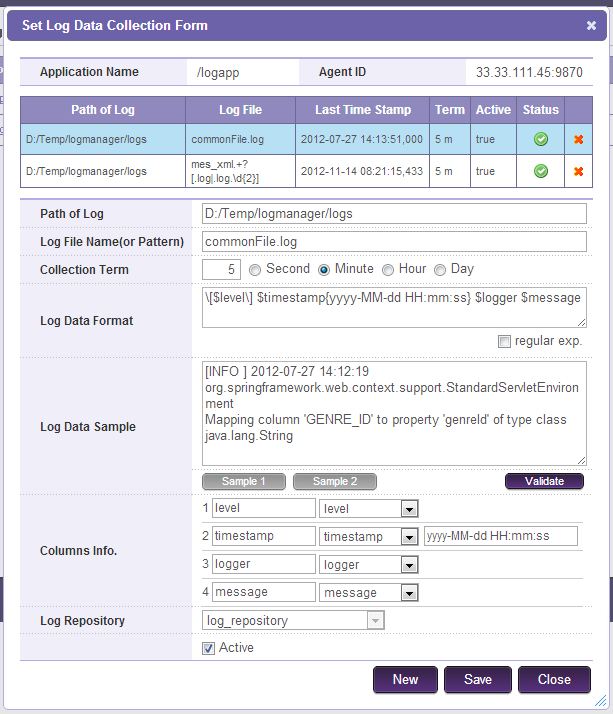 Set Log Data Collection Form
Application Name /logapp Agent ID 33.33.111.45:9870
Path of Log Log File Last Time Stamp Term Active Status
D:/Temp/logmanager/logs commonFile.log 2012-07-27 14:13:51,000 5 m true
D:/Temp/logmanager/logs mes_xml.+?[.log|.log.\d{2}] 2012-11-14 08:21:15,433 5 m true
Path of Log D:/Temp/logmanager/logs
Log File Name(or Pattern) commonFile.log
Collection Term 5 Second Minute Hour Day
Log Data Format \[$level\] $timestamp{yyyy-MM-dd HH:mm:ss} $logger $message
regular exp.
Log Data Sample
[INFO ] 2012-07-27 14:12:19
org.springframework.web.context.support.StandardServletEnviron
ment
Mapping column 'GENRE_ID' to property 'genreId' of type class
java.lang.String
Sample 1 Sample 2 Validate
Columns Info.
1 level level
2 timestamp timestamp yyyy-MM-dd HH:mm:ss
3 logger logger
4 message message
Log Repository log_repository
Active
New Save Close